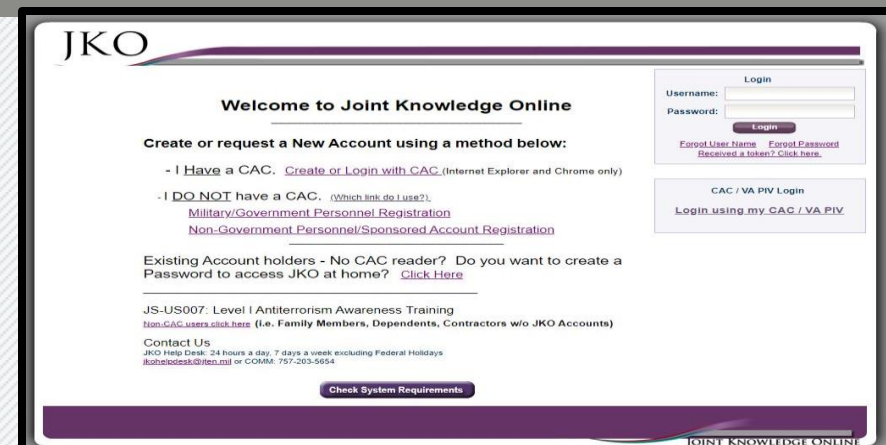 JKO
Welcome to Joint Knowledge Online
Create or request a New Account using a method below:
- I Have a CAC. Create or Login with CAC (Internet Explorer and Chrome only)
- I DO NOT have a CAC. (Which link do I use?)
Military/Government Personnel Registration
Non-Government Personnel/Sponsored Account Registration
Existing Account holders - No CAC reader? Do you want to create a
Password to access JKO at home? Click Here
JS-US007: Level I Antiterrorism Awareness Training
Non-CAC users click here (i.e. Family Members, Dependents, Contractors w/o JKO Accounts)
Contact Us
JKO Help Desk: 24 hours a day, 7 days a week excluding Federal Holidays
jkohelpdesk@jten.mil or COMM: 757-203-5654
Check System Requirements
Login
Username:
Password:
Login
Forgot User Name Forgot Password
Received a token? Click here.
CAC / VA PIV Login
Login using my CAC / VA PIV
JOINT KNOWLEDGE ONLINE